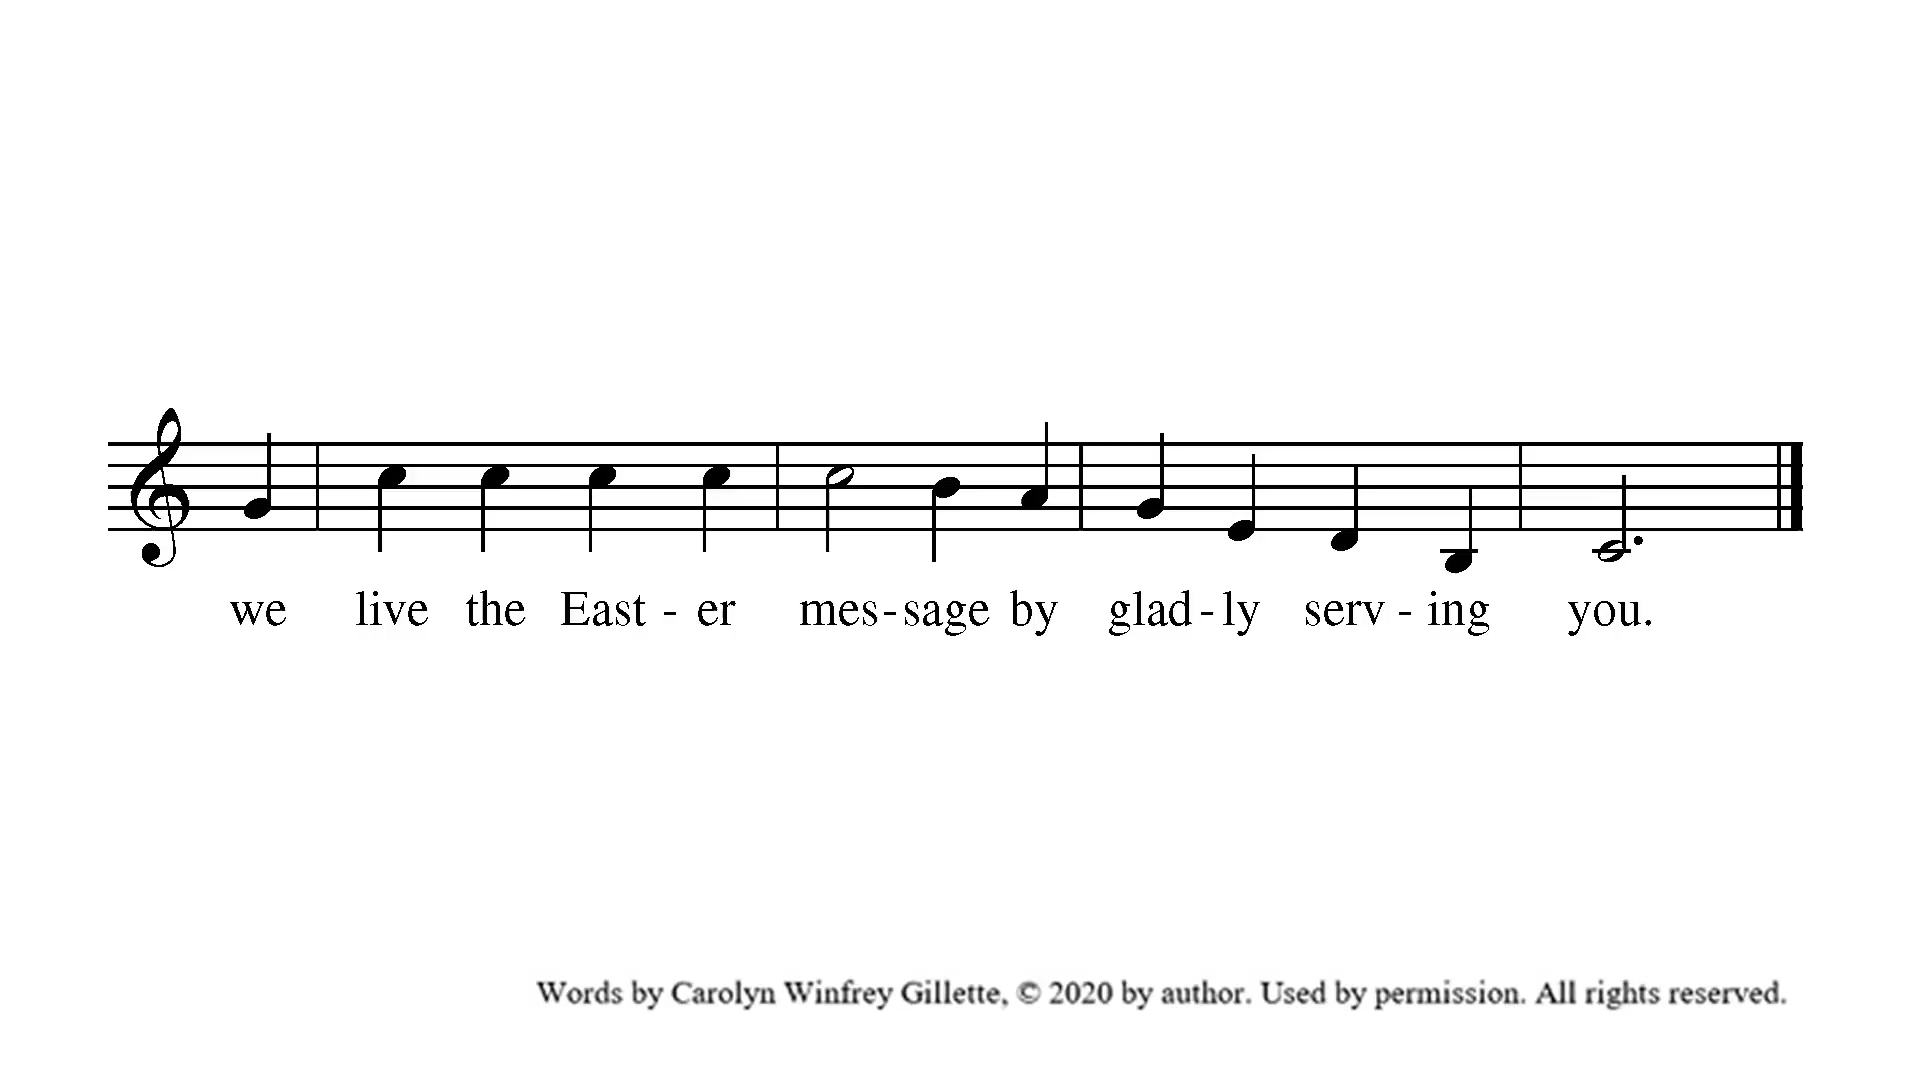 we live the East - er mes - sage by glad - ly serv - ing you.
Words by Carolyn Winfrey Gillette, © 2020 by author. Used by permission. All rights reserved.